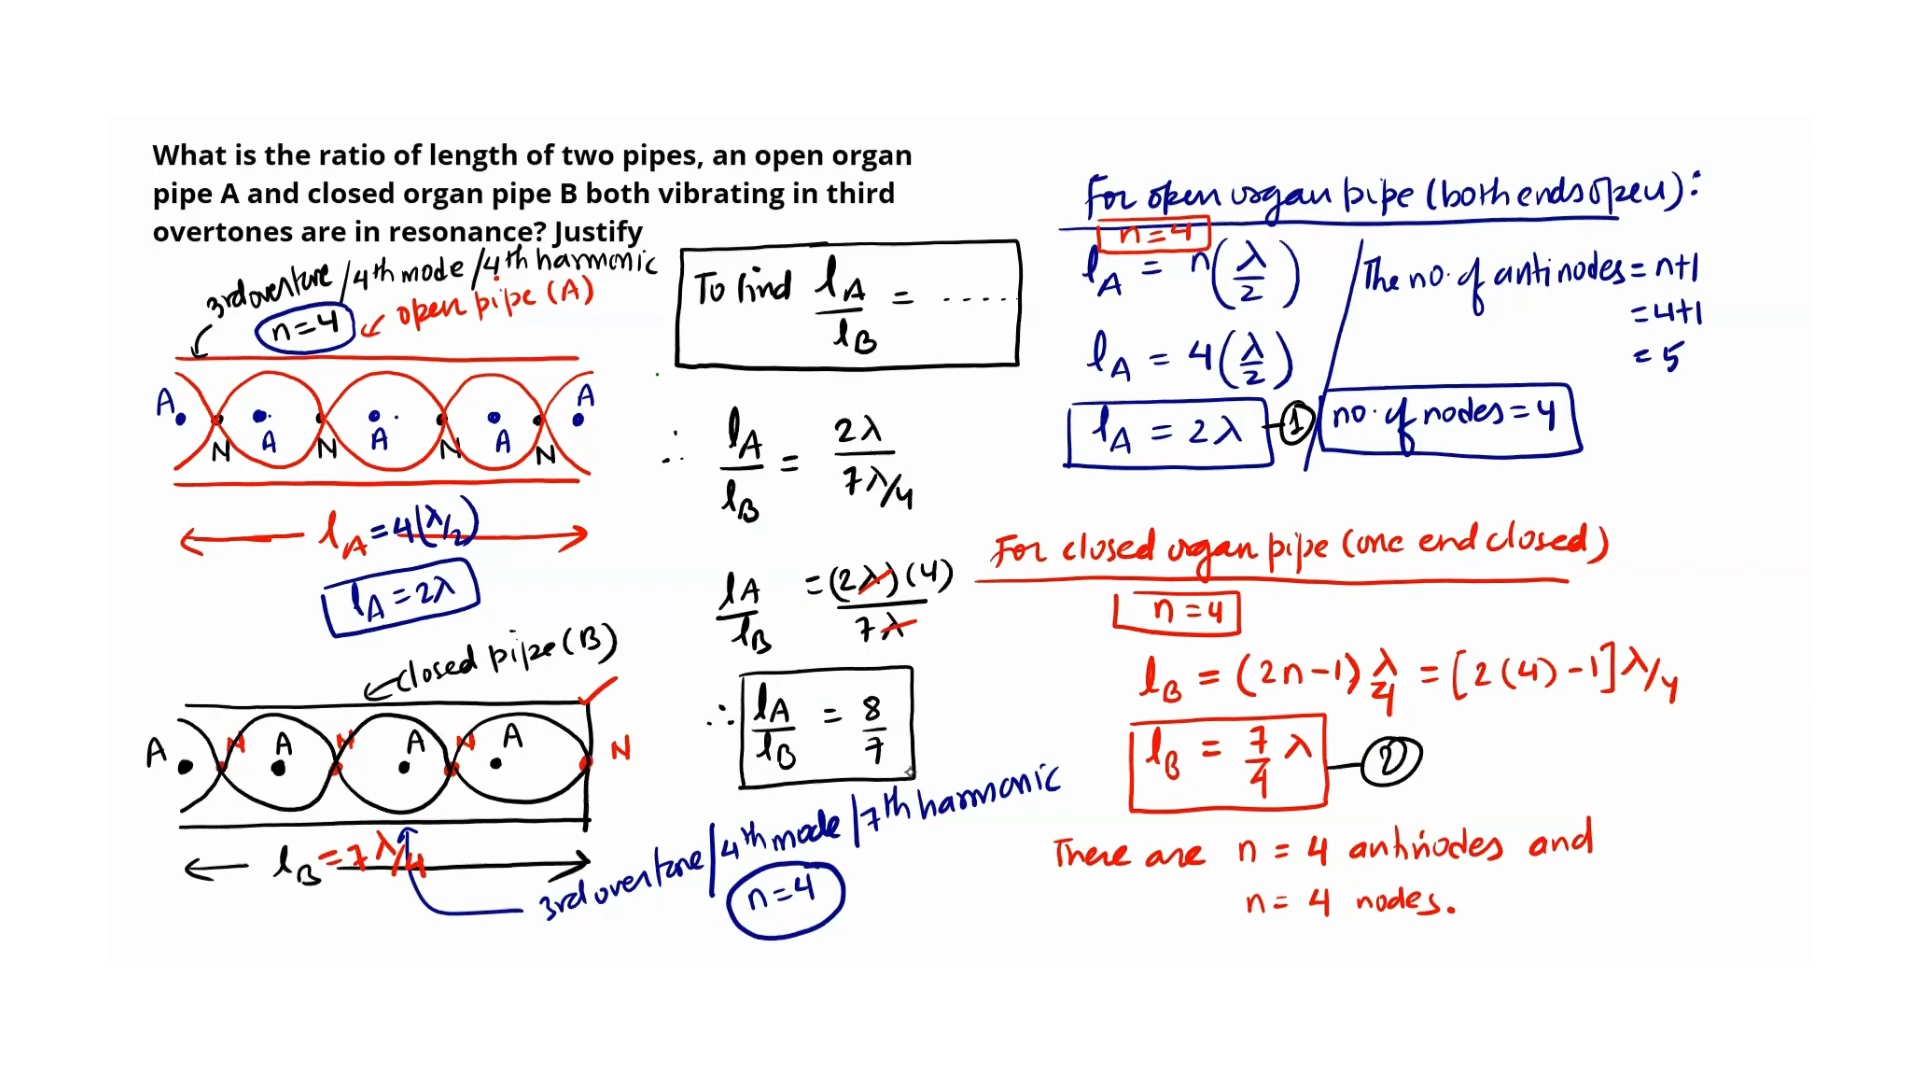 What is the ratio of length of two pipes, an open organ
pipe A and closed organ pipe B both vibrating in third
overtones are in resonance? Justify
3rd overtone/4th mode/4th harmonic
n=4
open pipe (A)
A A A A A
N N N N
lA = 4(λ/2)
lA = 2λ
closed pipe (B)
A N A N A N A N
lB = 7λ/4
3rd overtone/4th mode/7th harmonic
n=4
To find lA/lB = ......
∴ lA/lB = 2λ/(7λ/4)
lA/lB = (2λ)(4)/7λ
∴ lA/lB = 8/7
For open organ pipe (both ends open):
n=4
lA = n(λ/2)
lA = 4(λ/2)
lA = 2λ - 1
The no. of antinodes = n+1
= 4+1
= 5
no. of nodes = 4
For closed organ pipe (one end closed)
n=4
lB = (2n-1) λ/4 = [2(4)-1] λ/4
lB = 7/4 λ - 2
There are n = 4 antinodes and
n = 4 nodes.